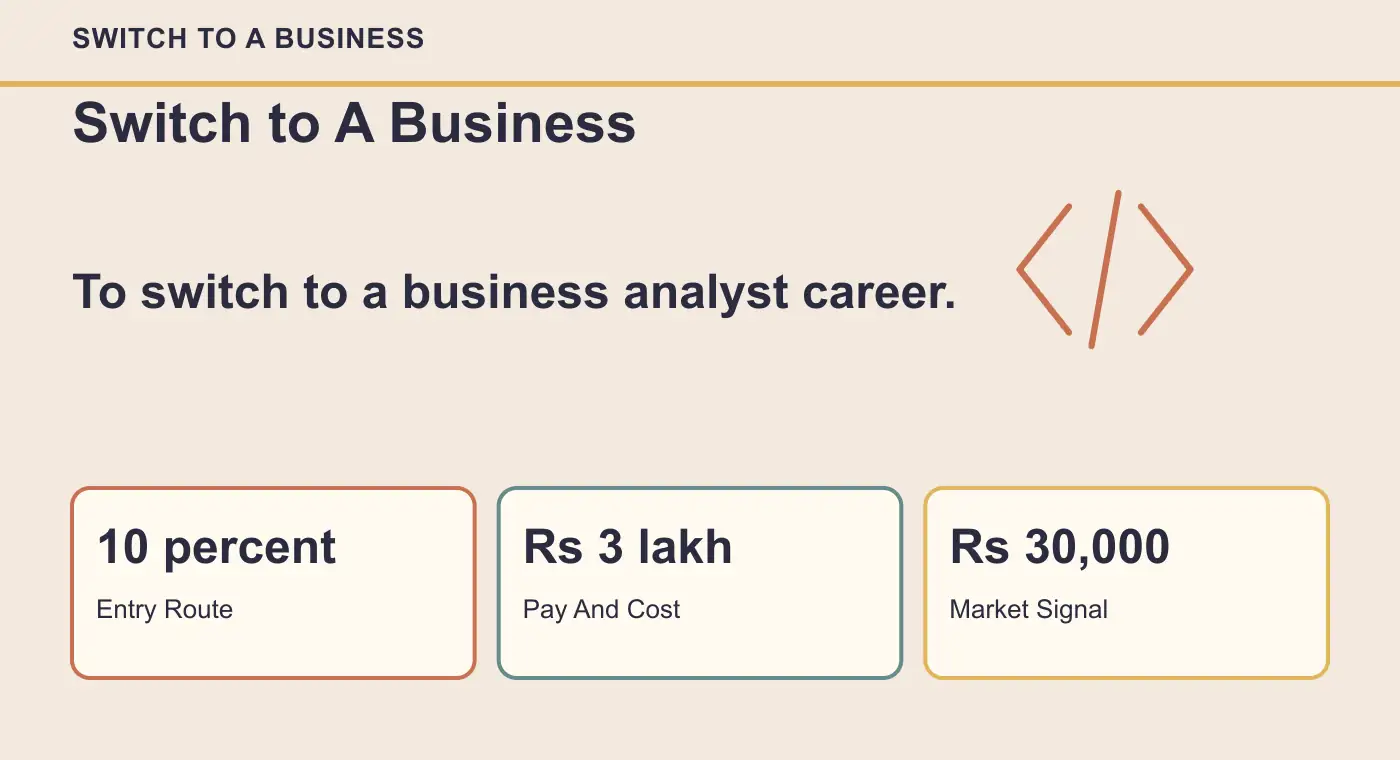 SWITCH TO A BUSINESS
Switch to A Business
To switch to a business analyst career.
10 percent
Entry Route
Rs 3 lakh
Pay And Cost
Rs 30,000
Market Signal